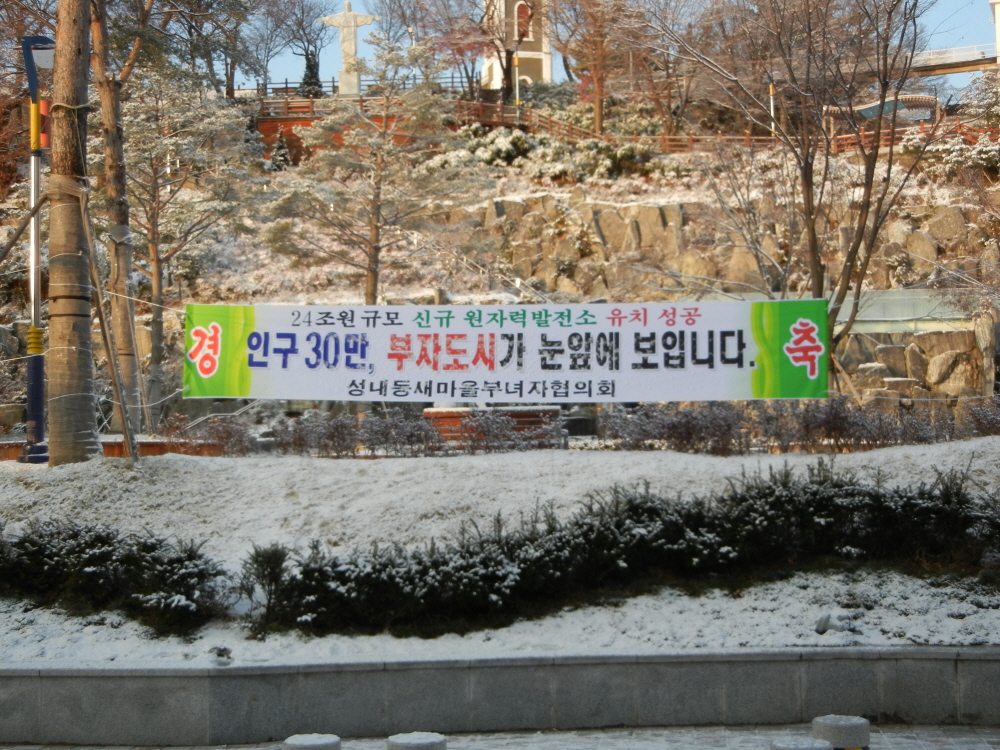 경
24조원 규모 신규 원자력발전소 유치 성공
인구 30만, 부자도시가 눈앞에 보입니다.
성내동새마을부녀자협의회
축